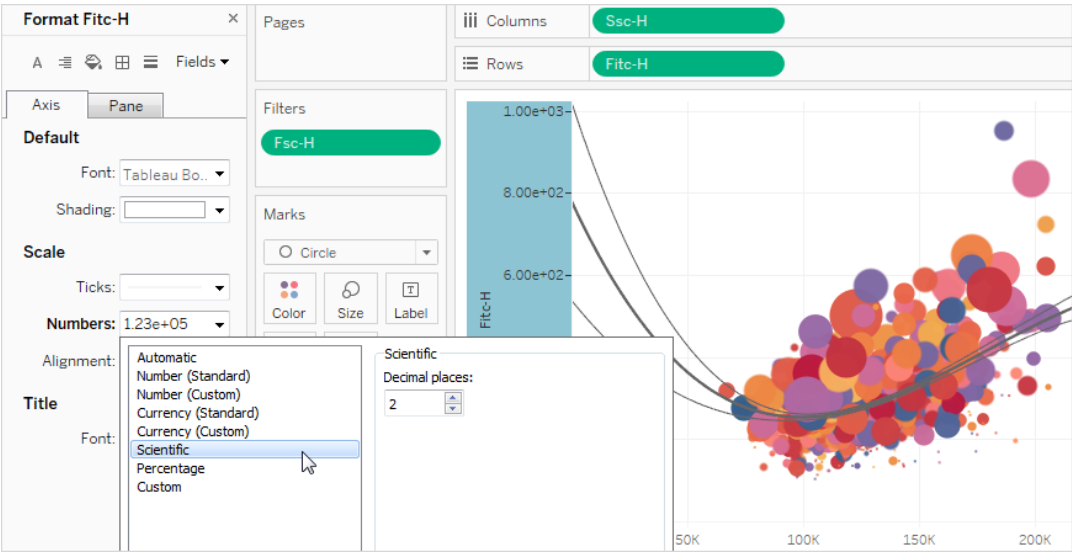 Format Fitc-H ×
A Fields
Axis Pane
Default
Font: Tableau Bo..
Shading:
Scale
Ticks:
Numbers: 1.23e+05
Alignment:
Title
Font:
Automatic
Number (Standard)
Number (Custom)
Currency (Standard)
Currency (Custom)
Scientific
Percentage
Custom
Scientific
Decimal places:
2
Pages
Filters
Fsc-H
Marks
Circle
Color Size T Label
Columns Ssc-H
Rows Fitc-H
1.00e+03
8.00e+02
6.00e+02
Fitc-H
50K 100K 150K 200K